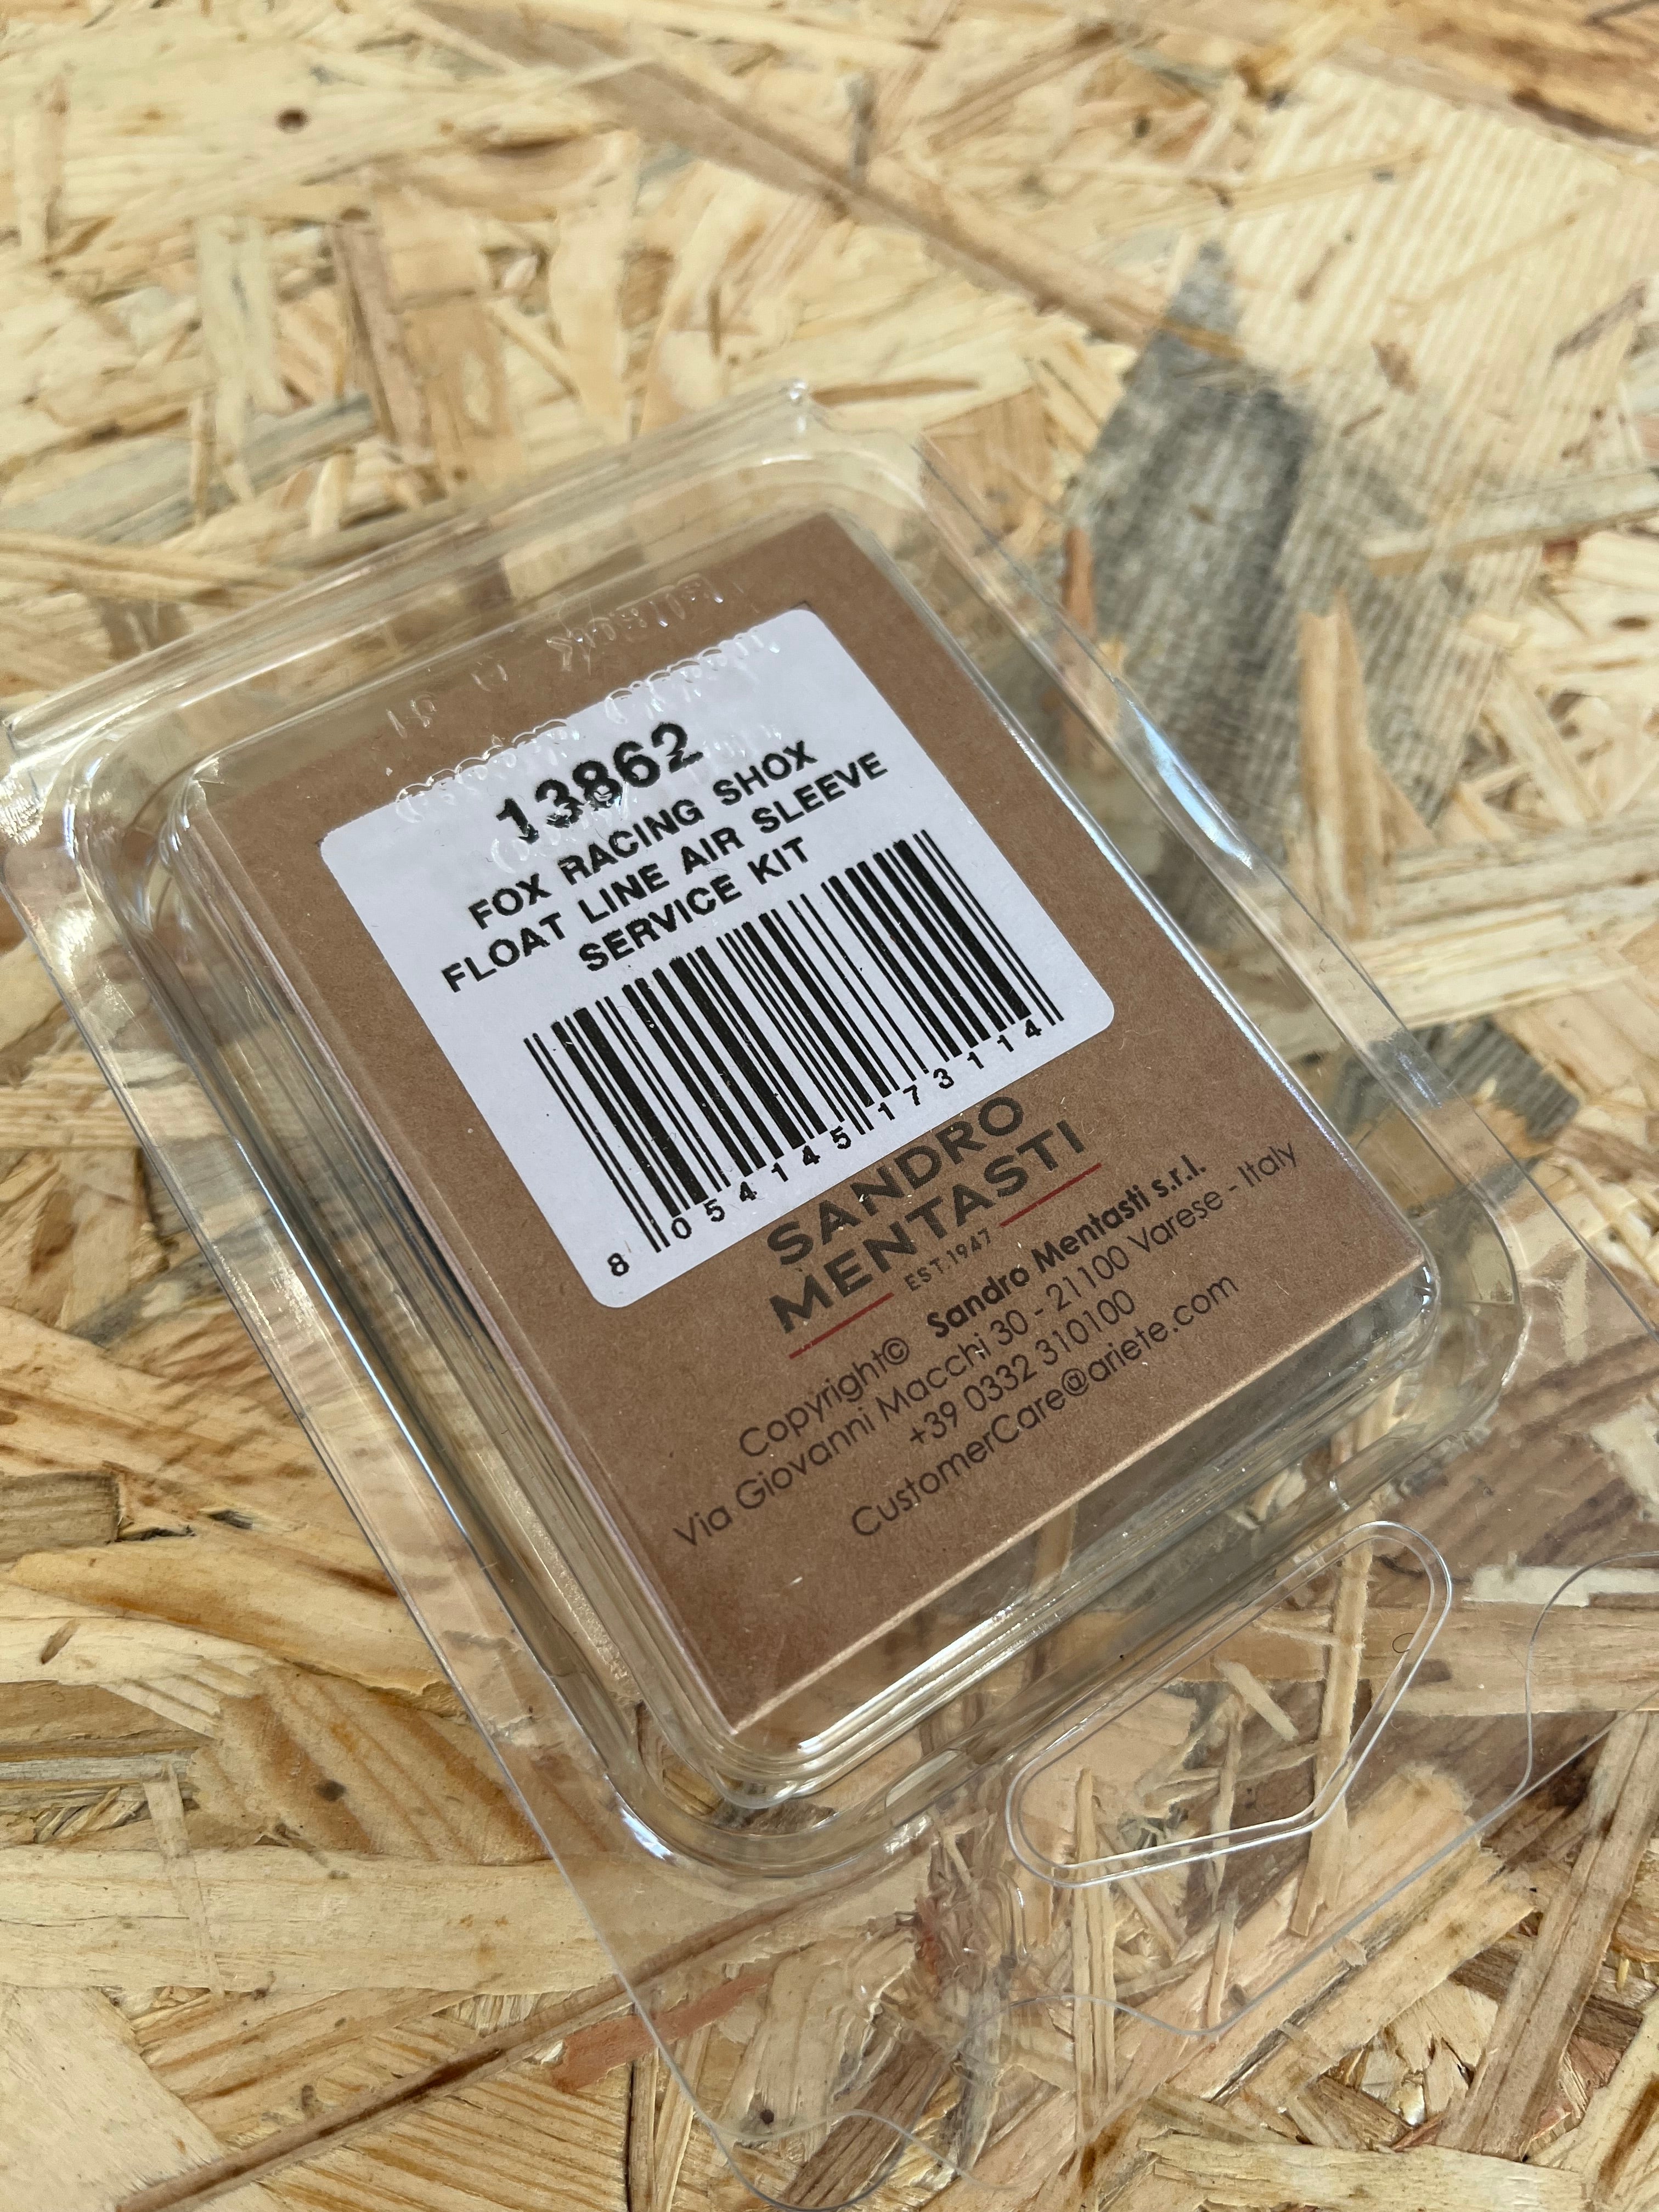 13862
FOX RACING SHOX
FLOAT LINE AIR SLEEVE
SERVICE KIT
8 054145 173114
SANDRO
MENTASTI
EST.1947
Copyright© Sandro Mentasti s.r.l.
Via Giovanni Macchi 30 - 21100 Varese - Italy
+39 0332 310100
CustomerCare@ariete.com